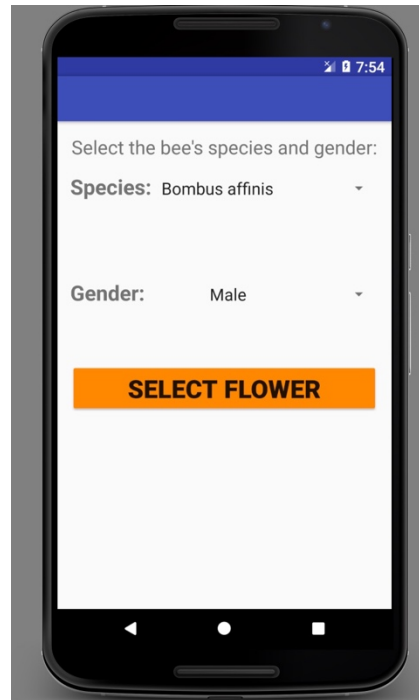 7:54
Select the bee's species and gender:
Species: Bombus affinis
Gender: Male
SELECT FLOWER